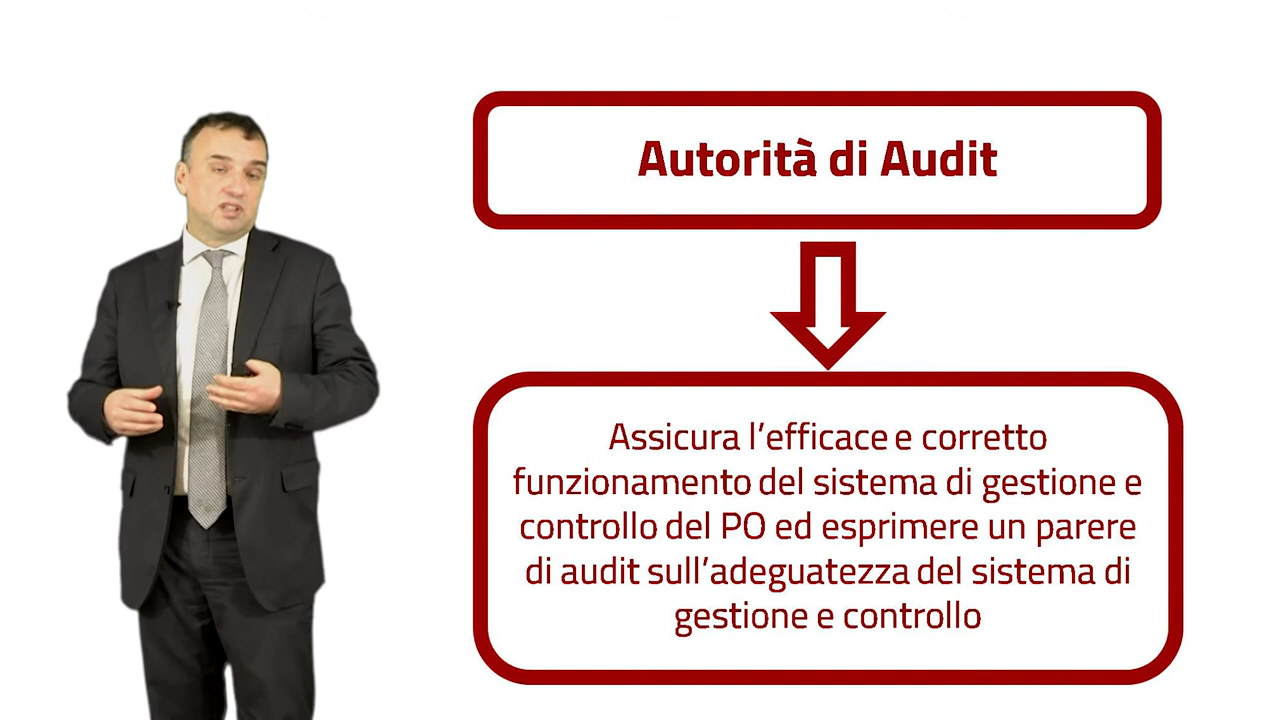 Autorità di Audit
Assicura l’efficace e corretto
funzionamento del sistema di gestione e
controllo del PO ed esprimere un parere
di audit sull’adeguatezza del sistema di
gestione e controllo